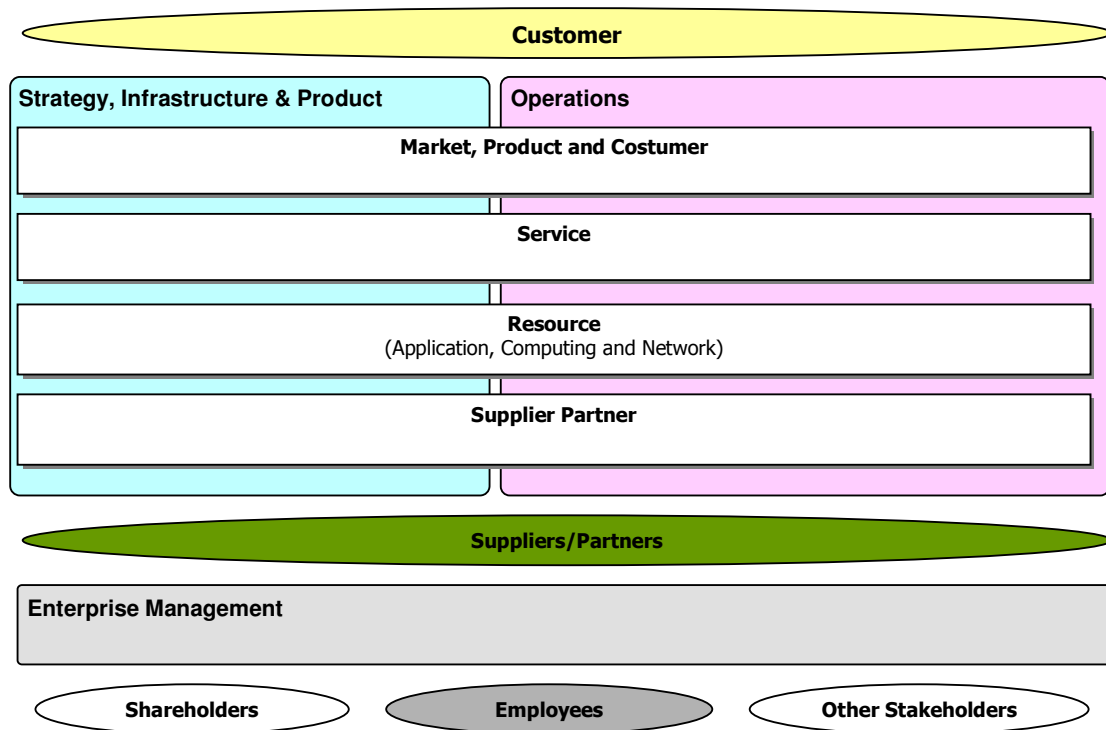 Customer
Strategy, Infrastructure & Product
Operations
Market, Product and Costumer
Service
Resource
(Application, Computing and Network)
Supplier Partner
Suppliers/Partners
Enterprise Management
Shareholders
Employees
Other Stakeholders